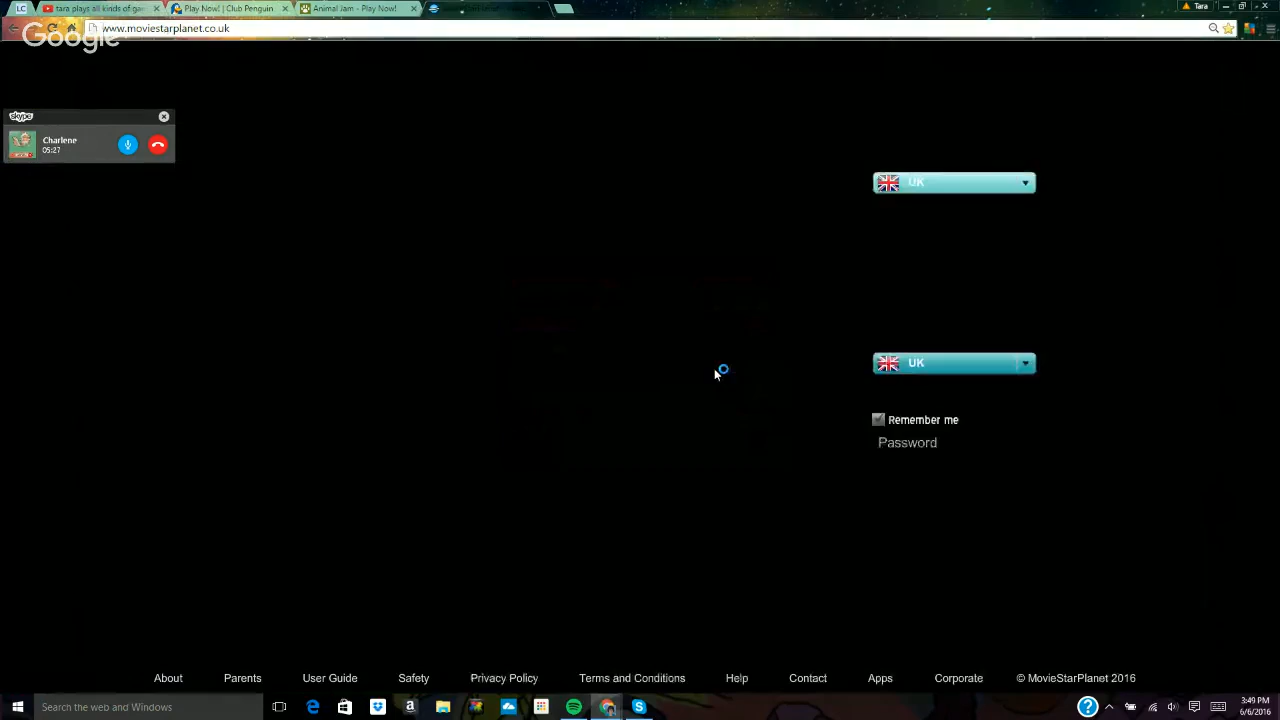 LC
tara plays all kinds of gam
Play Now! | Club Penguin
Animal Jam - Play Now!
Tara
www.moviestarplanet.co.uk
Google
skype
Charlene
05:27
UK
UK
Remember me
Password
About Parents User Guide Safety Privacy Policy Terms and Conditions Help Contact Apps Corporate © MovieStarPlanet 2016
Search the web and Windows
3:49 PM
6/6/2016